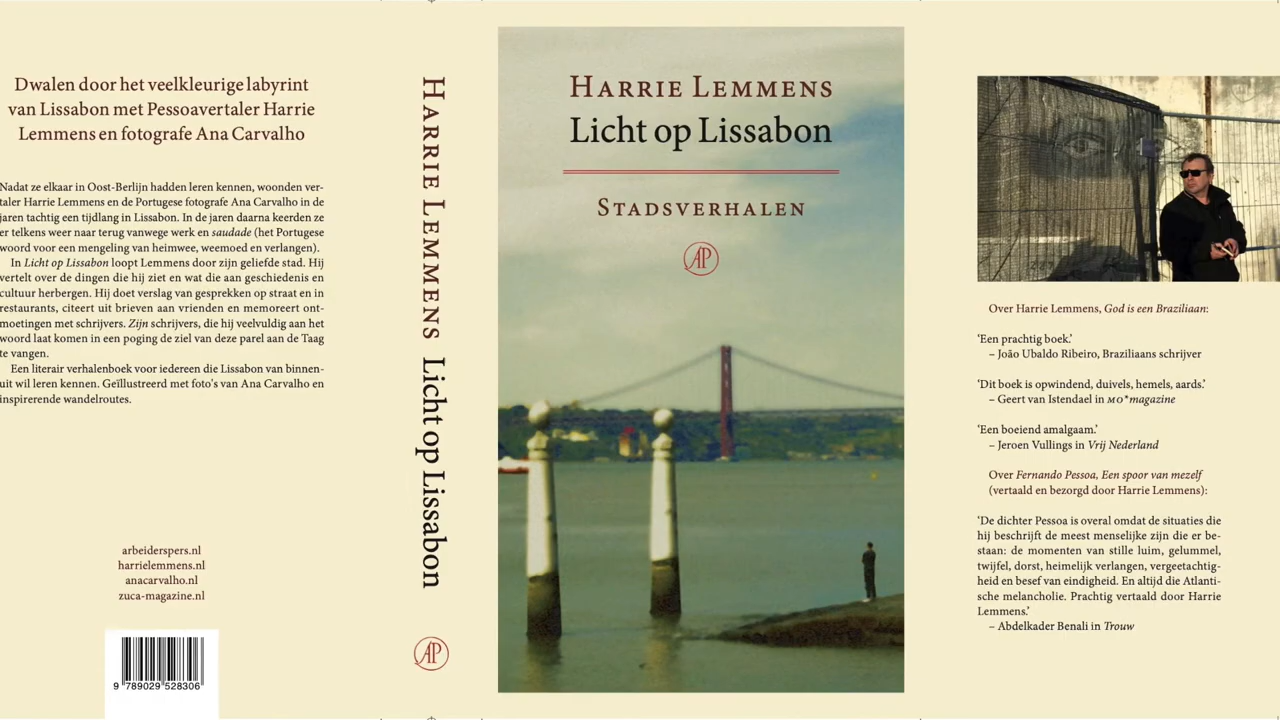 Dwalen door het veelkleurige labyrint
van Lissabon met Pessoavertaler Harrie
Lemmens en fotografe Ana Carvalho
Nadat ze elkaar in Oost-Berlijn hadden leren kennen, woonden ver-
taler Harrie Lemmens en de Portugese fotografe Ana Carvalho in de
jaren tachtig een tijdlang in Lissabon. In de jaren daarna keerden ze
er telkens weer naar terug vanwege werk en saudade (het Portugese
woord voor een mengeling van heimwee, weemoed en verlangen).
In Licht op Lissabon loopt Lemmens door zijn geliefde stad. Hij
vertelt over de dingen die hij ziet en wat die aan geschiedenis en
cultuur herbergen. Hij doet verslag van gesprekken op straat en in
restaurants, citeert uit brieven aan vrienden en memoreert ont-
moetingen met schrijvers. Zijn schrijvers, die hij veelvuldig aan het
woord laat komen in een poging de ziel van deze parel aan de Taag
te vangen.
Een literair verhalenboek voor iedereen die Lissabon van binnen-
uit wil leren kennen. Geïllustreerd met foto's van Ana Carvalho en
inspirerende wandelroutes.
arbeiderspers.nl
harrielemmens.nl
anacarvalho.nl
zuca-magazine.nl
9 789029 528306
Harrie Lemmens Licht op Lissabon
AP
Harrie Lemmens
Licht op Lissabon
Stadsverhalen
AP
Over Harrie Lemmens, God is een Braziliaan:
‘Een prachtig boek.’
– João Ubaldo Ribeiro, Braziliaans schrijver
‘Dit boek is opwindend, duivels, hemels, aards.’
– Geert van Istendael in MO*magazine
‘Een boeiend amalgaam.’
– Jeroen Vullings in Vrij Nederland
Over Fernando Pessoa, Een spoor van mezelf
(vertaald en bezorgd door Harrie Lemmens):
‘De dichter Pessoa is overal omdat de situaties die
hij beschrijft de meest menselijke zijn die er be-
staan: de momenten van stille luim, gelummel,
twijfel, dorst, heimelijk verlangen, vergeetachtig-
heid en besef van eindigheid. En altijd die Atlanti-
sche melancholie. Prachtig vertaald door Harrie
Lemmens.’
– Abdelkader Benali in Trouw